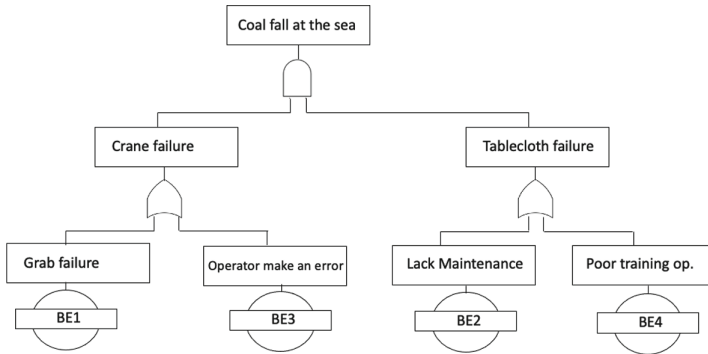 Coal fall at the sea
Crane failure
Tablecloth failure
Grab failure
Operator make an error
Lack Maintenance
Poor training op.
BE1
BE3
BE2
BE4